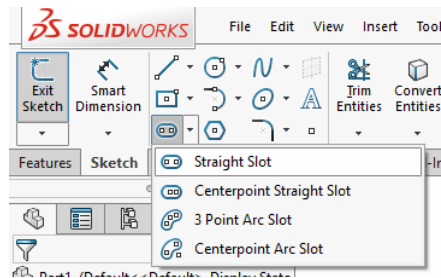 SOLIDWORKS File Edit View Insert Tool
Exit Sketch
Smart Dimension
Trim Entities
Convert Entities
Features Sketch
Straight Slot
Centerpoint Straight Slot
3 Point Arc Slot
Centerpoint Arc Slot
Part1 (Default<<Default>_Display State